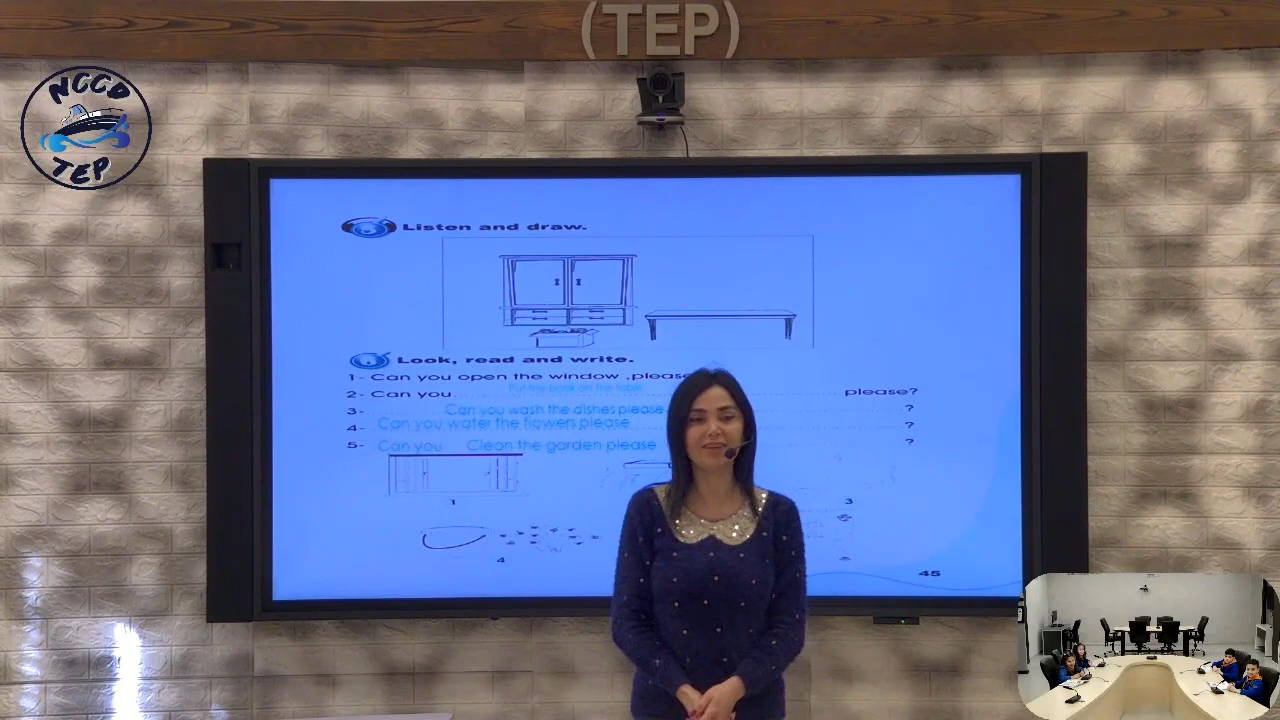 (TEP)
NCCD
TEP
Listen and draw.
Look, read and write.
1- Can you open the window ,please
Put the book on the table
2- Can you please?
3- Can you wash the dishes please ?
4- Can you water the flowers please ?
5- Can you Clean the garden please ?
1
3
4
45